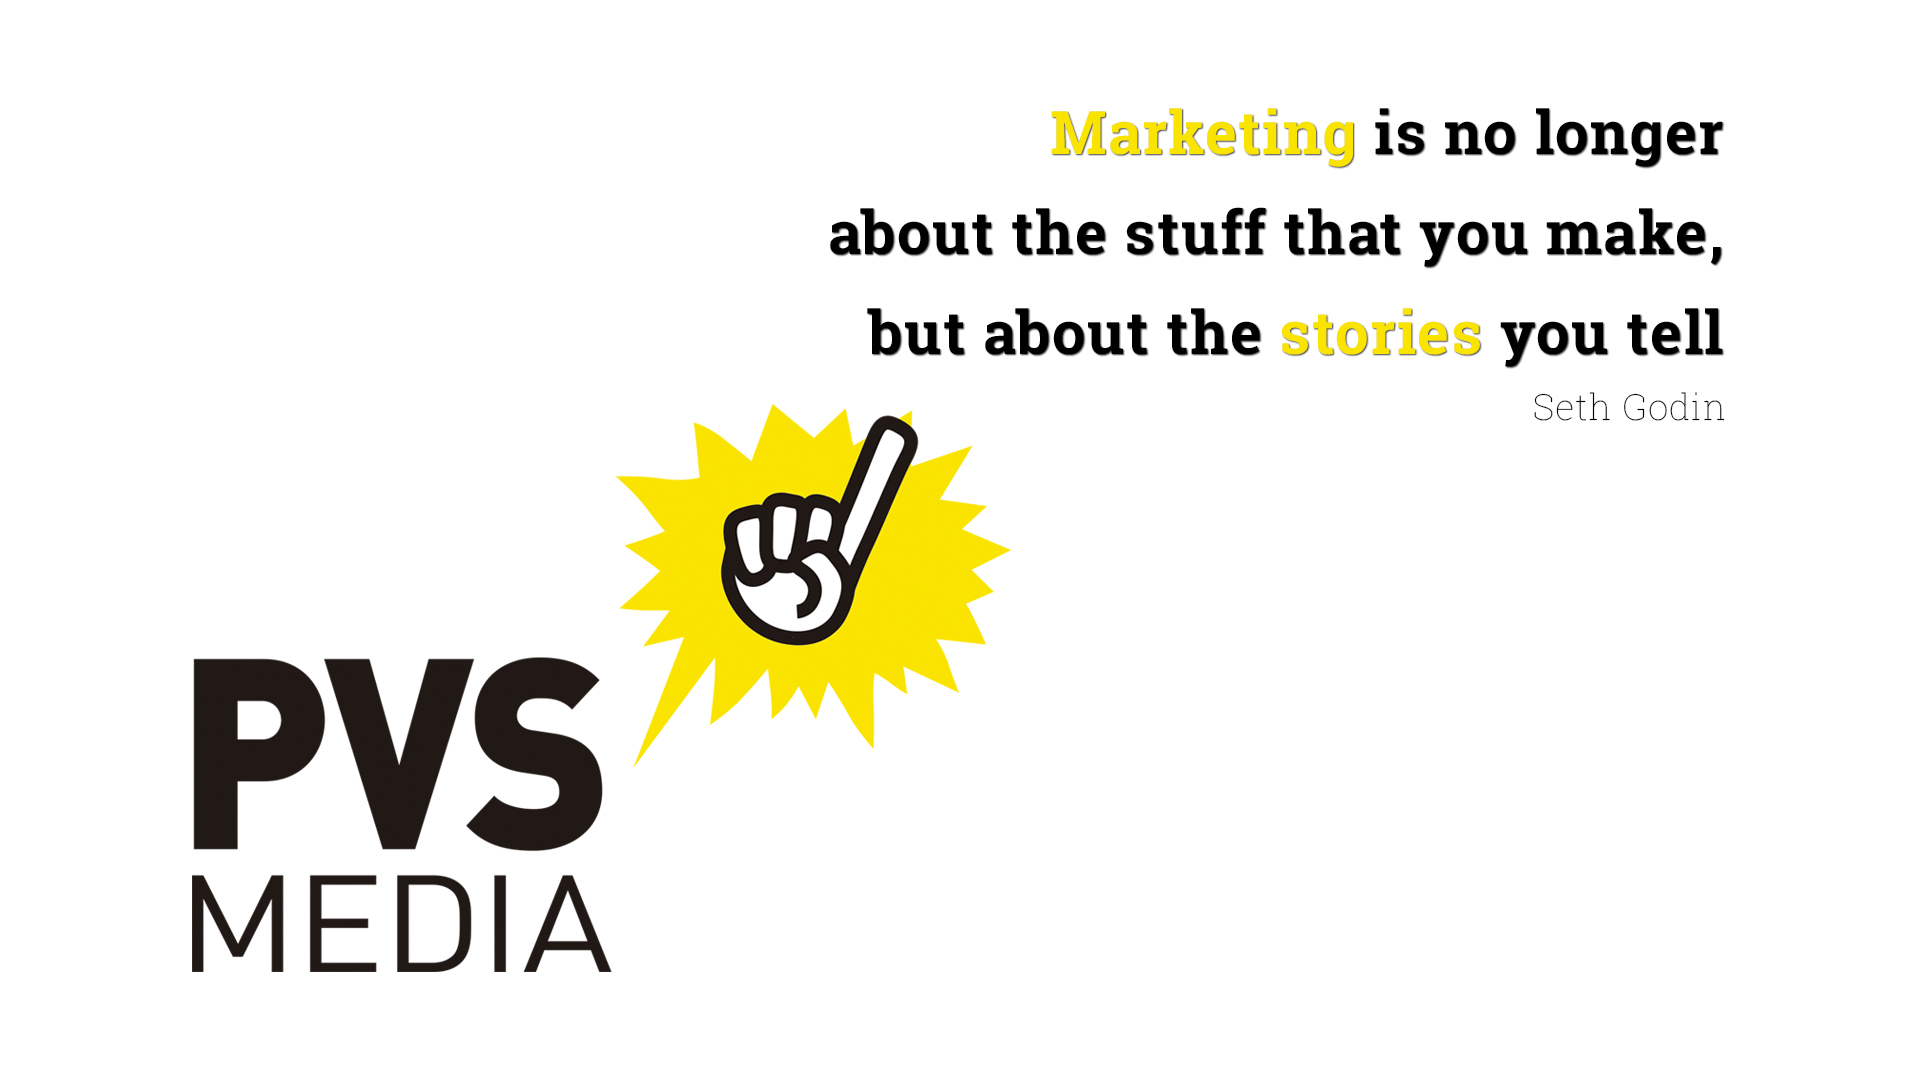 Marketing is no longer
about the stuff that you make,
but about the stories you tell
Seth Godin
PVS
MEDIA